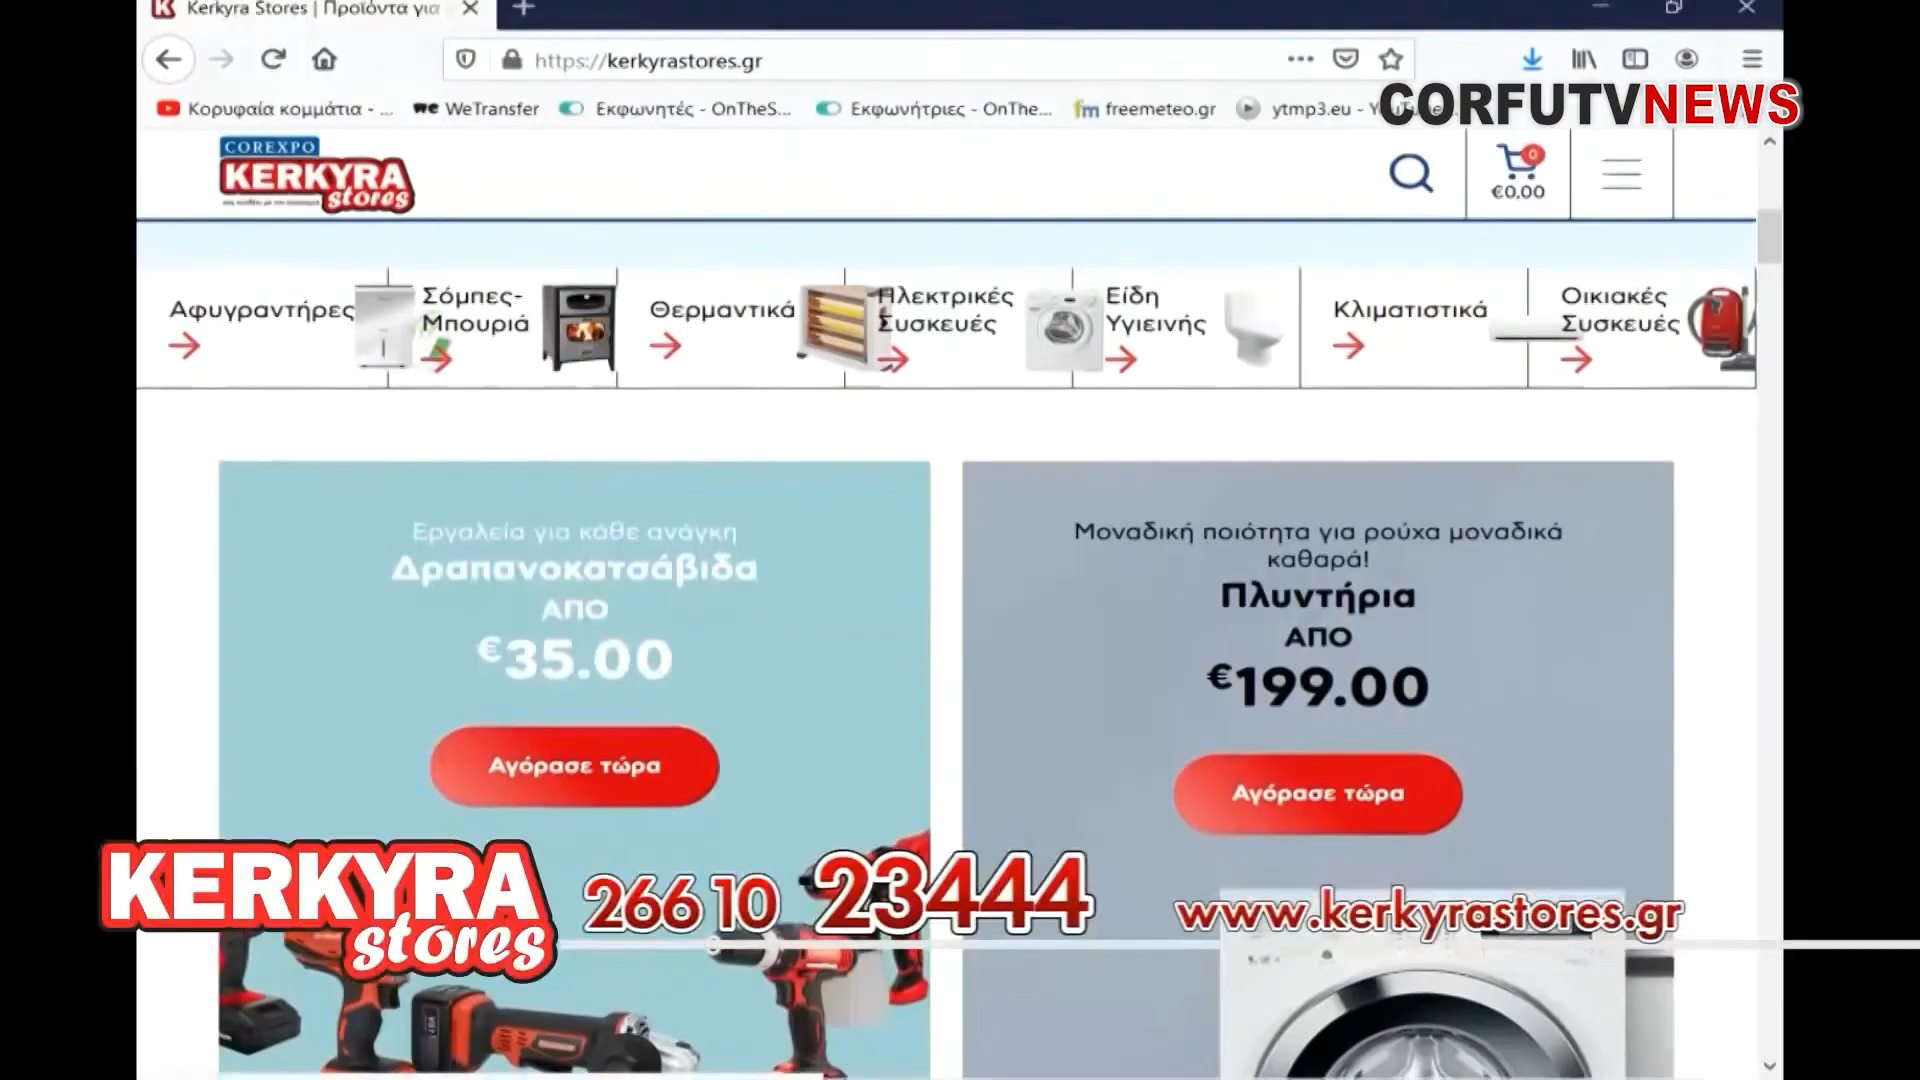 Kerkyra Stores | Προϊόντα για
https://kerkyrastores.gr
Κορυφαία κομμάτια - ...
we WeTransfer
Εκφωνητές - OnTheS...
Εκφωνήτριες - OnThe...
fm freemeteo.gr
ytmp3.eu -
CORFUTVNEWS
COREXPO
KERKYRA
stores
0
€0,00
Αφυγραντήρες
Σόμπες-
Μπουριά
Θερμαντικά
Ηλεκτρικές
Συσκευές
Είδη
Υγιεινής
Κλιματιστικά
Οικιακές
Συσκευές
Εργαλεία για κάθε ανάγκη
Δραπανοκατσάβιδα
ΑΠΟ
€35.00
Αγόρασε τώρα
Μοναδική ποιότητα για ρούχα μοναδικά
καθαρά!
Πλυντήρια
ΑΠΟ
€199.00
Αγόρασε τώρα
KERKYRA
stores
266 10 23444
www.kerkyrastores.gr